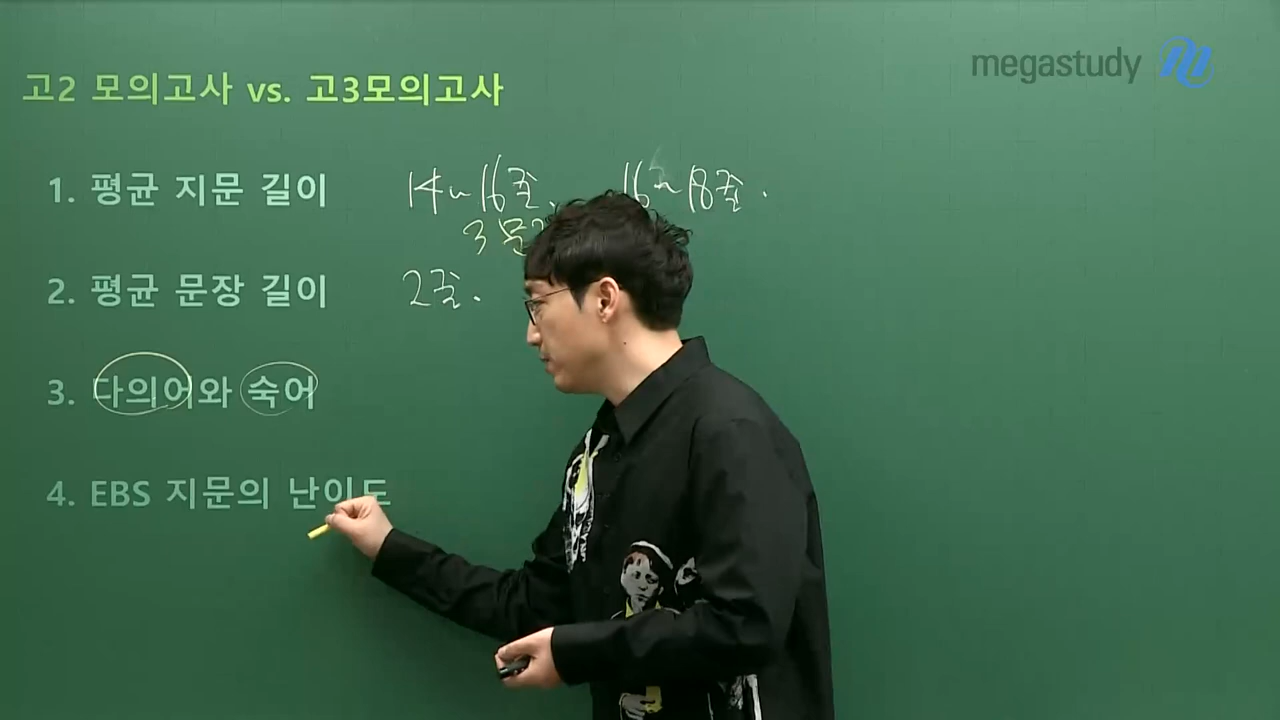 megastudy
고2 모의고사 vs. 고3모의고사
1. 평균 지문 길이 14~16줄. 16~18줄.
3
2. 평균 문장 길이 2줄.
3. 다의어와 숙어
4. EBS 지문의 난이도